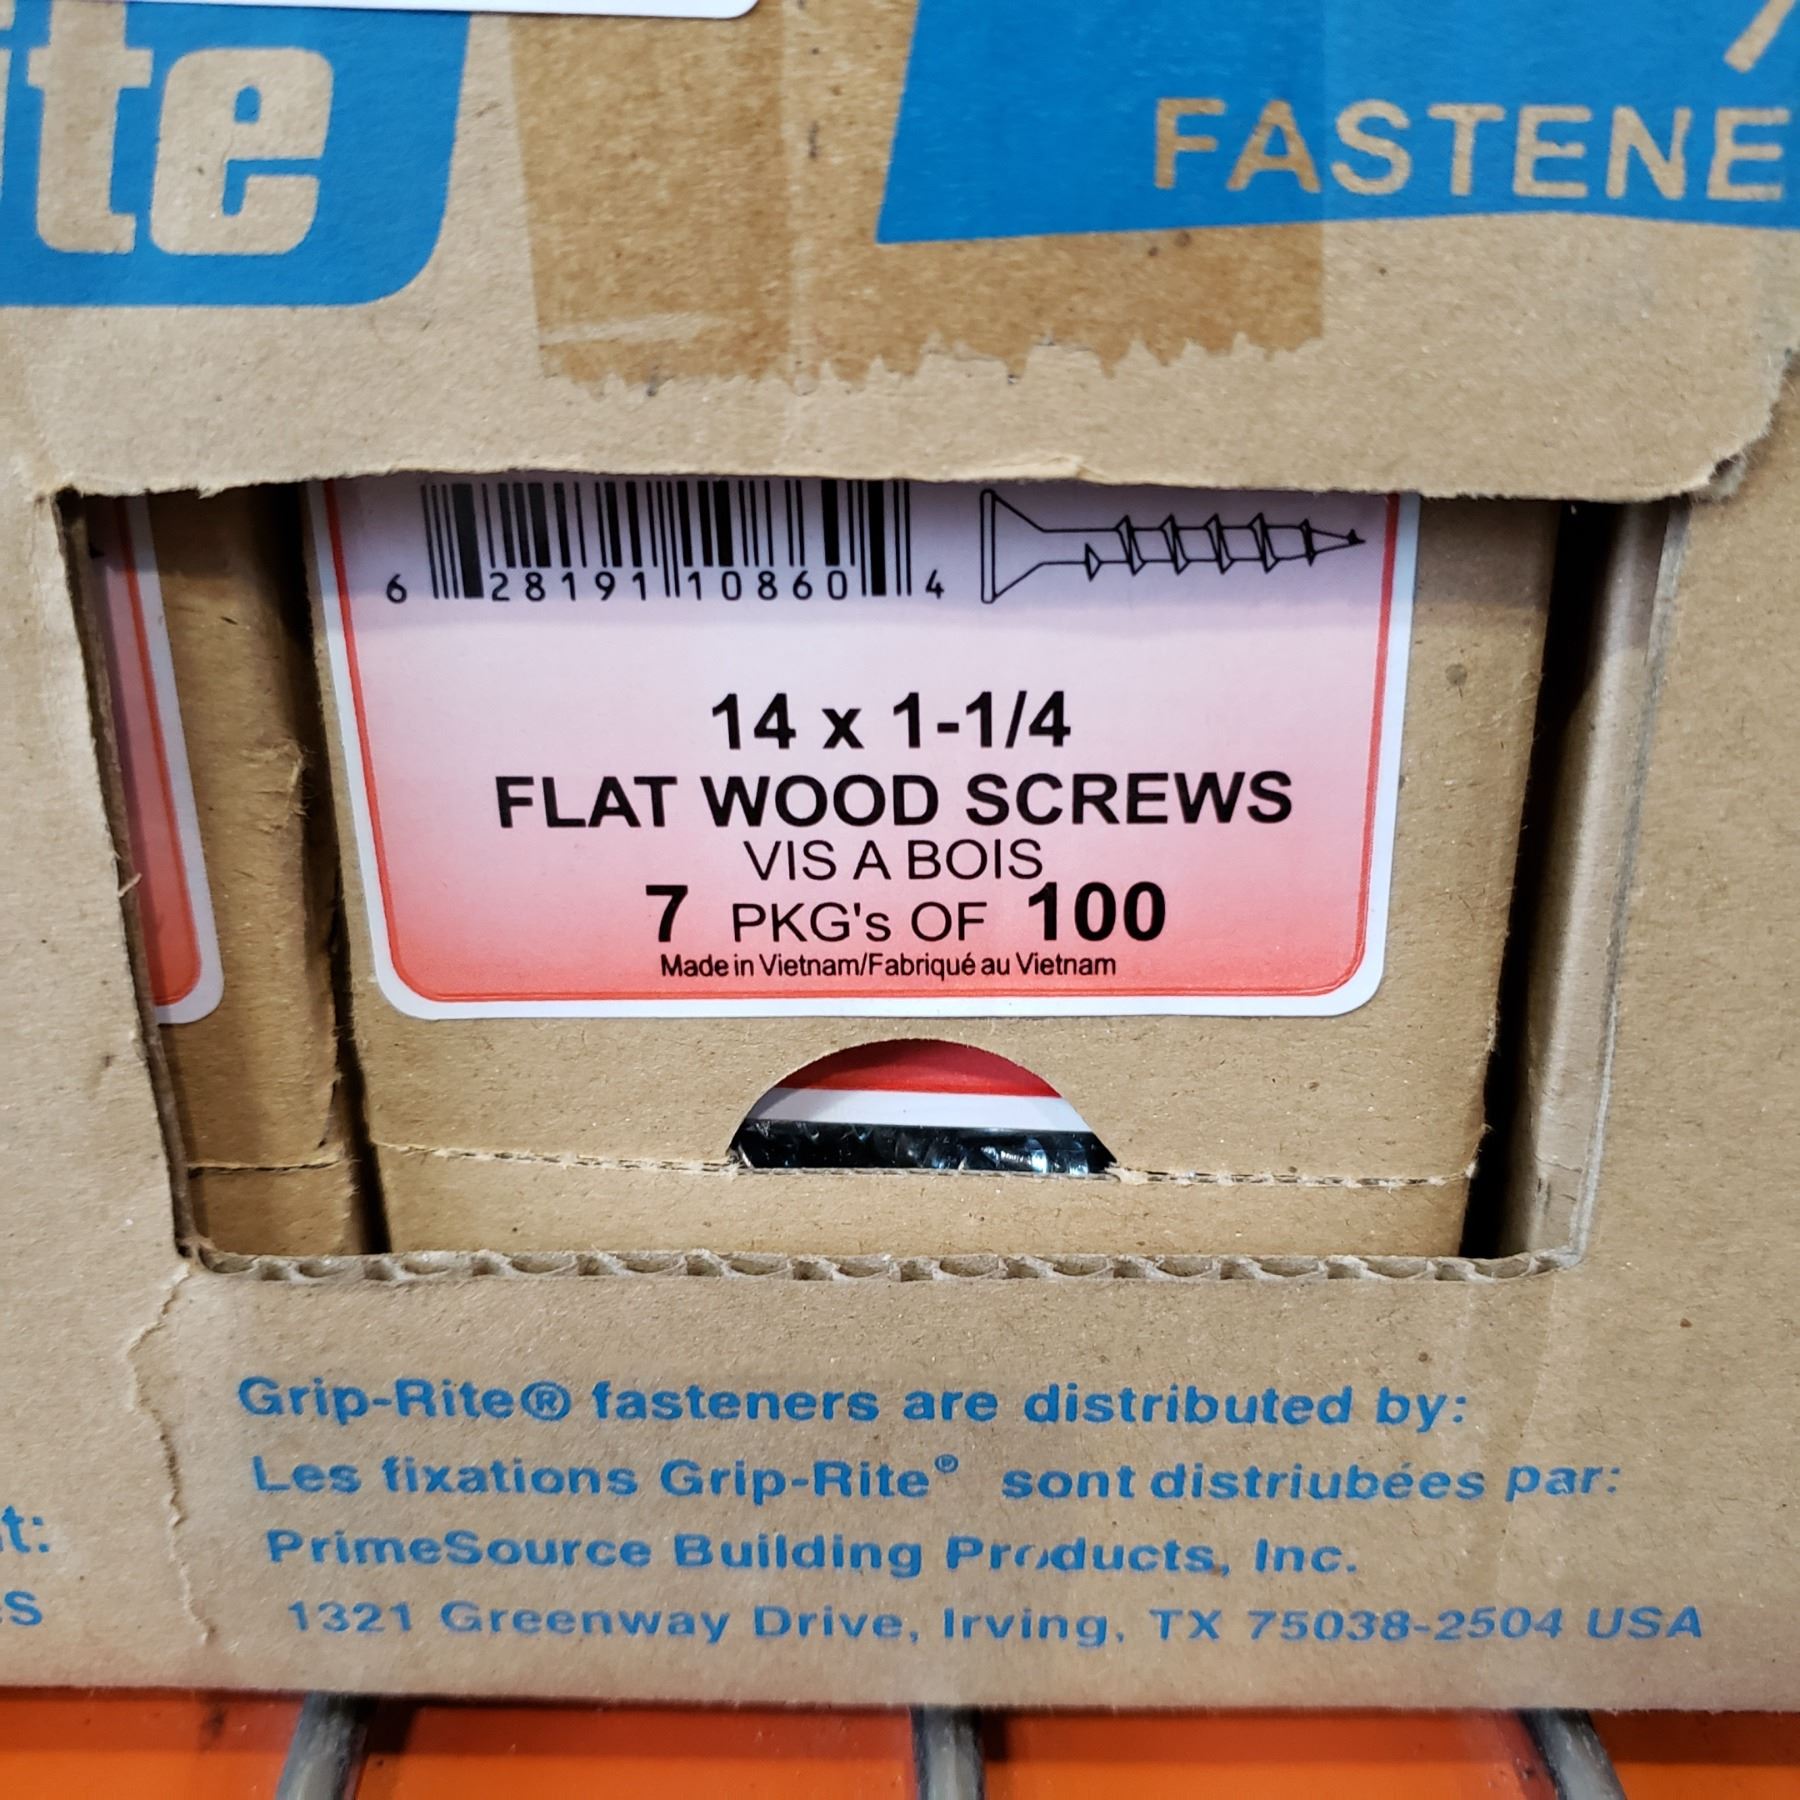 ite
FASTENE
6 28191 10860 4
14 x 1-1/4
FLAT WOOD SCREWS
VIS A BOIS
7 PKG's OF 100
Made in Vietnam/Fabriqué au Vietnam
Grip-Rite® fasteners are distributed by:
Les fixations Grip-Rite® sont distriubées par:
PrimeSource Building Products, Inc.
1321 Greenway Drive, Irving, TX 75038-2504 USA
t:
s